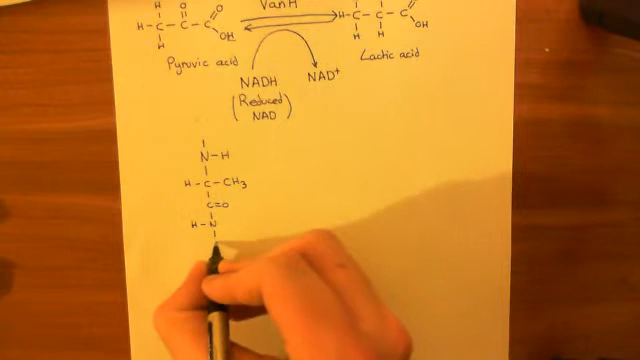 VanH
H O O
H-C-C-C
H OH
H-C-C-C
H H OH
Pyruvic acid
Lactic acid
NADH
NAD+
(Reduced
NAD)
N-H
H-C-CH3
C=O
H-N